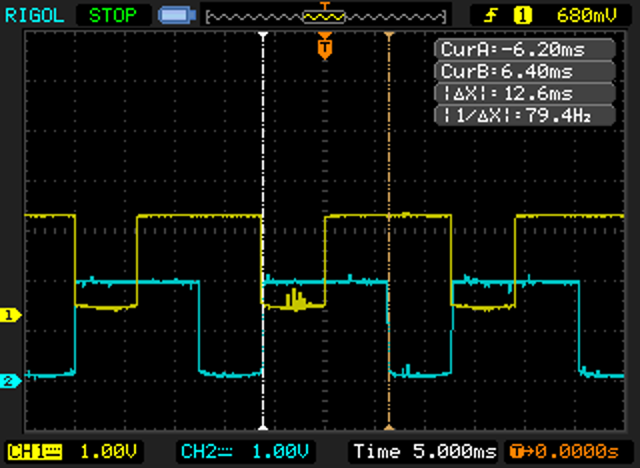 RIGOL STOP T 1 680mV
T
CurA:-6.20ms
CurB:6.40ms
|ΔX|:12.6ms
|1/ΔX|:79.4Hz
1
2
CH1 1.00V CH2 1.00V Time 5.000ms T→0.0000s